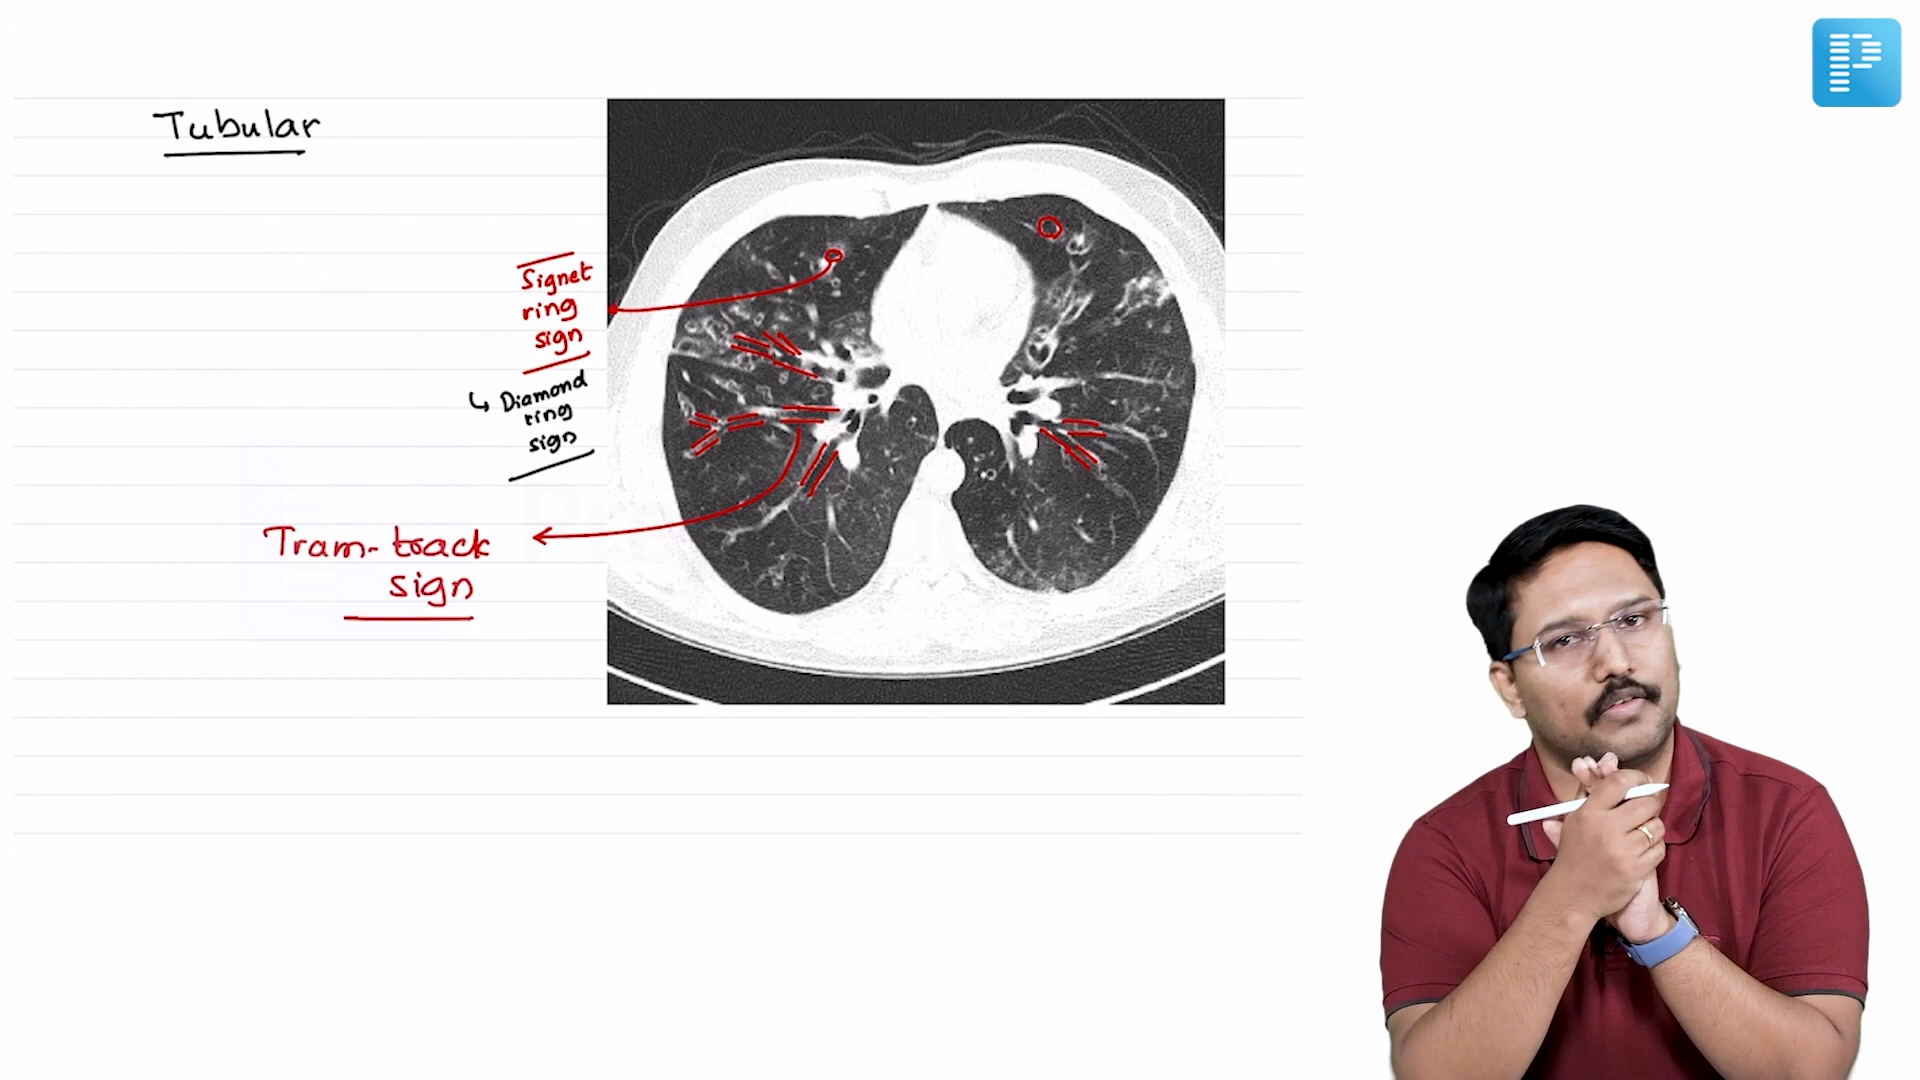 Tubular
Signet
ring
sign
↳ Diamond
ring
sign
Tram-track
sign